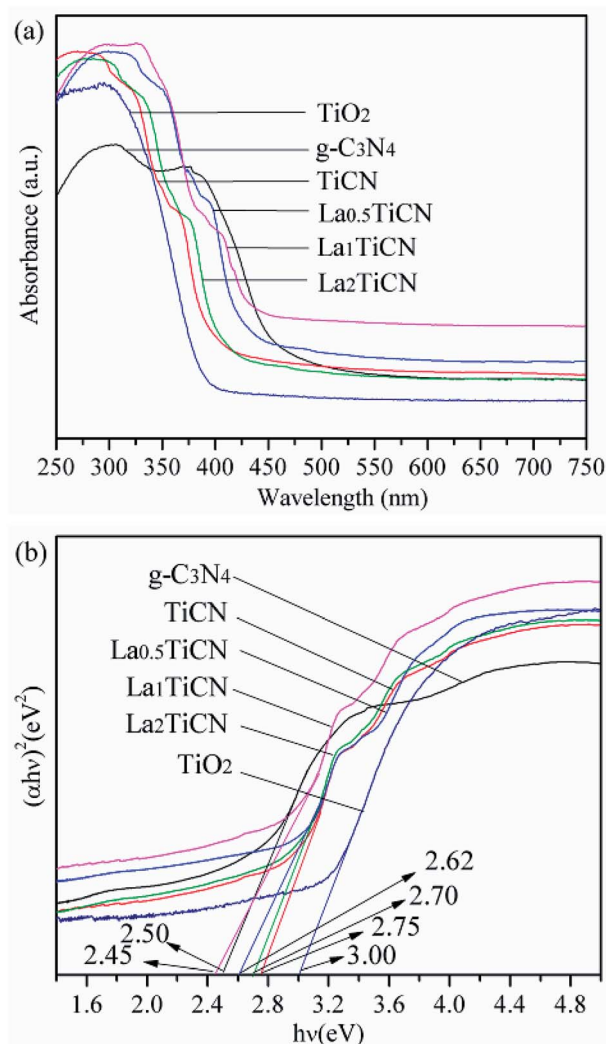 (a)
TiO2
g-C3N4
TiCN
La0.5TiCN
La1TiCN
La2TiCN
Absorbance (a.u.)
250 300 350 400 450 500 550 600 650 700 750
Wavelength (nm)
(b)
g-C3N4
TiCN
La0.5TiCN
La1TiCN
La2TiCN
TiO2
(αhν)2(eV2)
2.62
2.70
2.75
3.00
2.50
2.45
1.6 2.0 2.4 2.8 3.2 3.6 4.0 4.4 4.8
hν(eV)